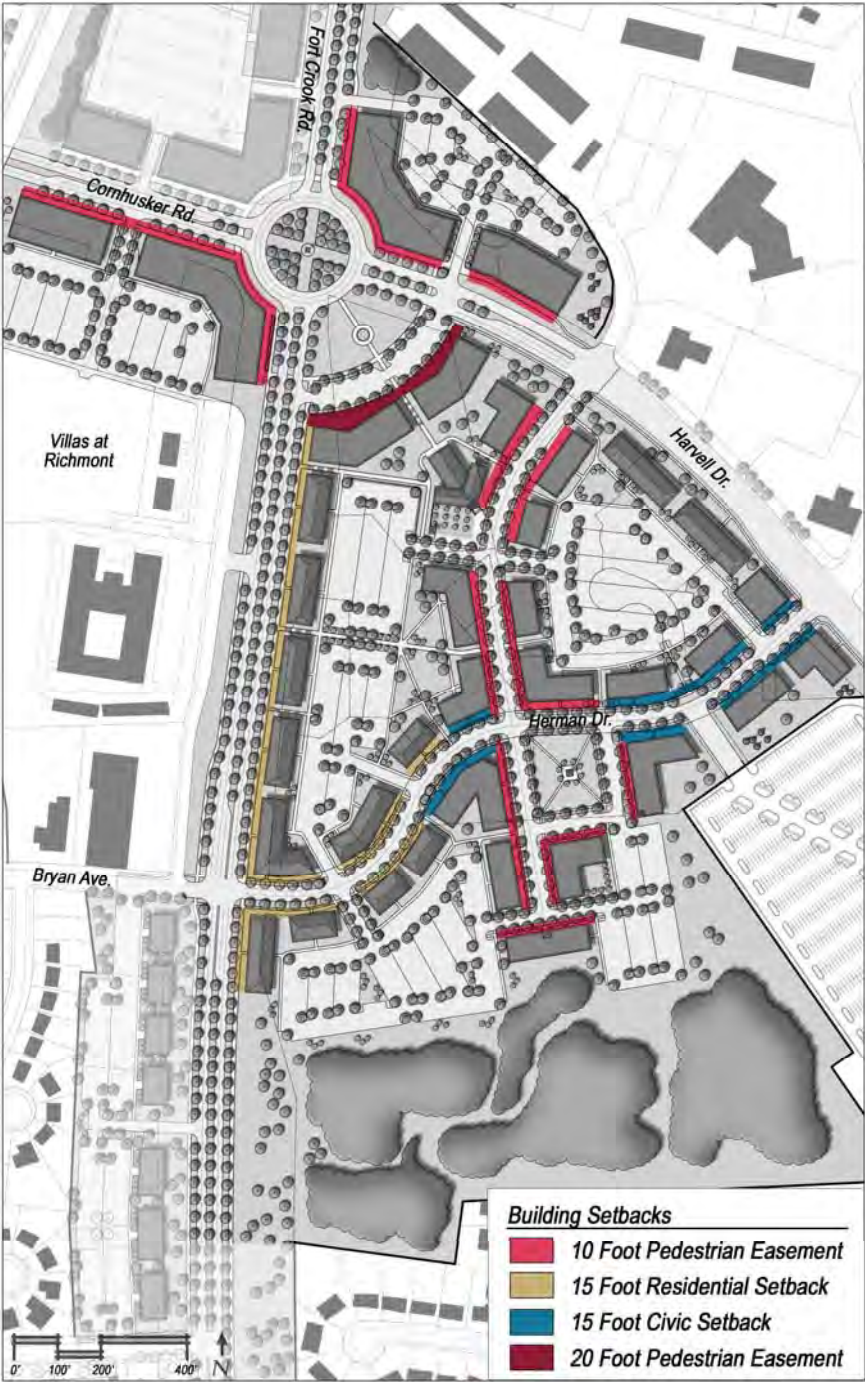 Fort Crook Rd.
Cornhusker Rd.
Villas at
Richmont
Harvell Dr.
Herman Dr.
Bryan Ave.
Building Setbacks
10 Foot Pedestrian Easement
15 Foot Residential Setback
15 Foot Civic Setback
20 Foot Pedestrian Easement
0' 100' 200' 400' N